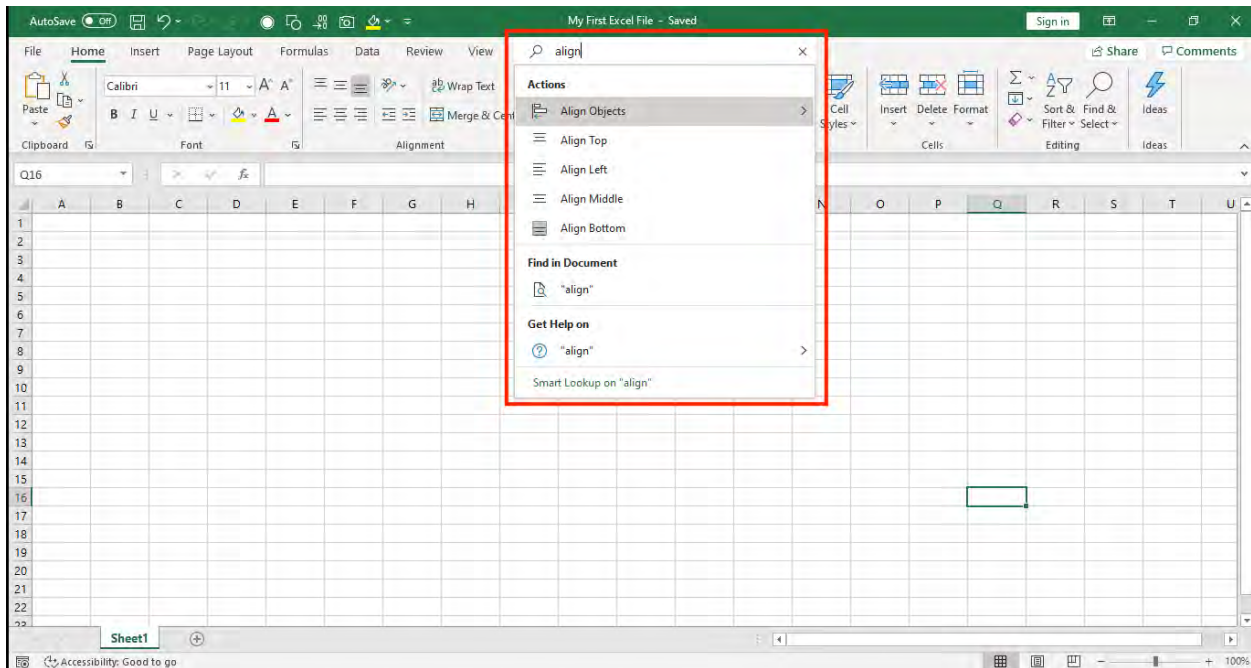 AutoSave Off My First Excel File - Saved Sign in
File Home Insert Page Layout Formulas Data Review View align Share Comments
Calibri 11 A^ A˅ ab Wrap Text
Paste B I U A Merge & Cent
Cell Styles Insert Delete Format Sort & Filter Find & Select Ideas
Clipboard Font Alignment Cells Editing Ideas
Actions
Align Objects
Align Top
Align Left
Align Middle
Align Bottom
Find in Document
"align"
Get Help on
"align"
Smart Lookup on "align"
Q16 fx
A B C D E F G H N O P Q R S T U
1
2
3
4
5
6
7
8
9
10
11
12
13
14
15
16
17
18
19
20
21
22
23
Sheet1
Accessibility: Good to go 100%